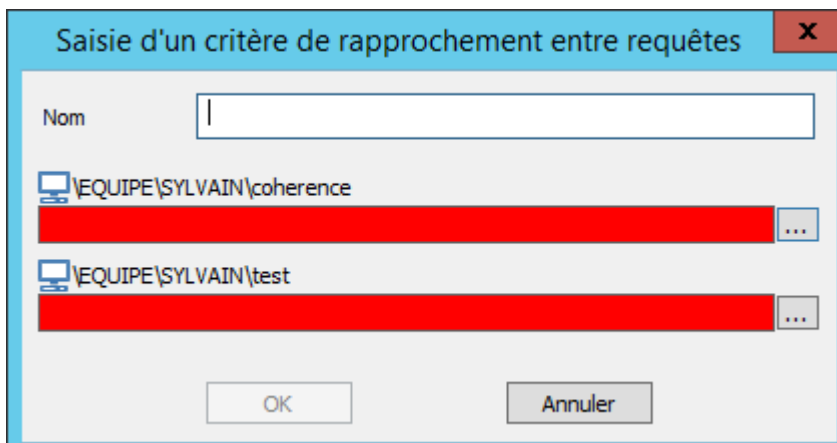 Saisie d'un critère de rapprochement entre requêtes
x
Nom
\EQUIPE\SYLVAIN\coherence
...
\EQUIPE\SYLVAIN\test
...
OK Annuler